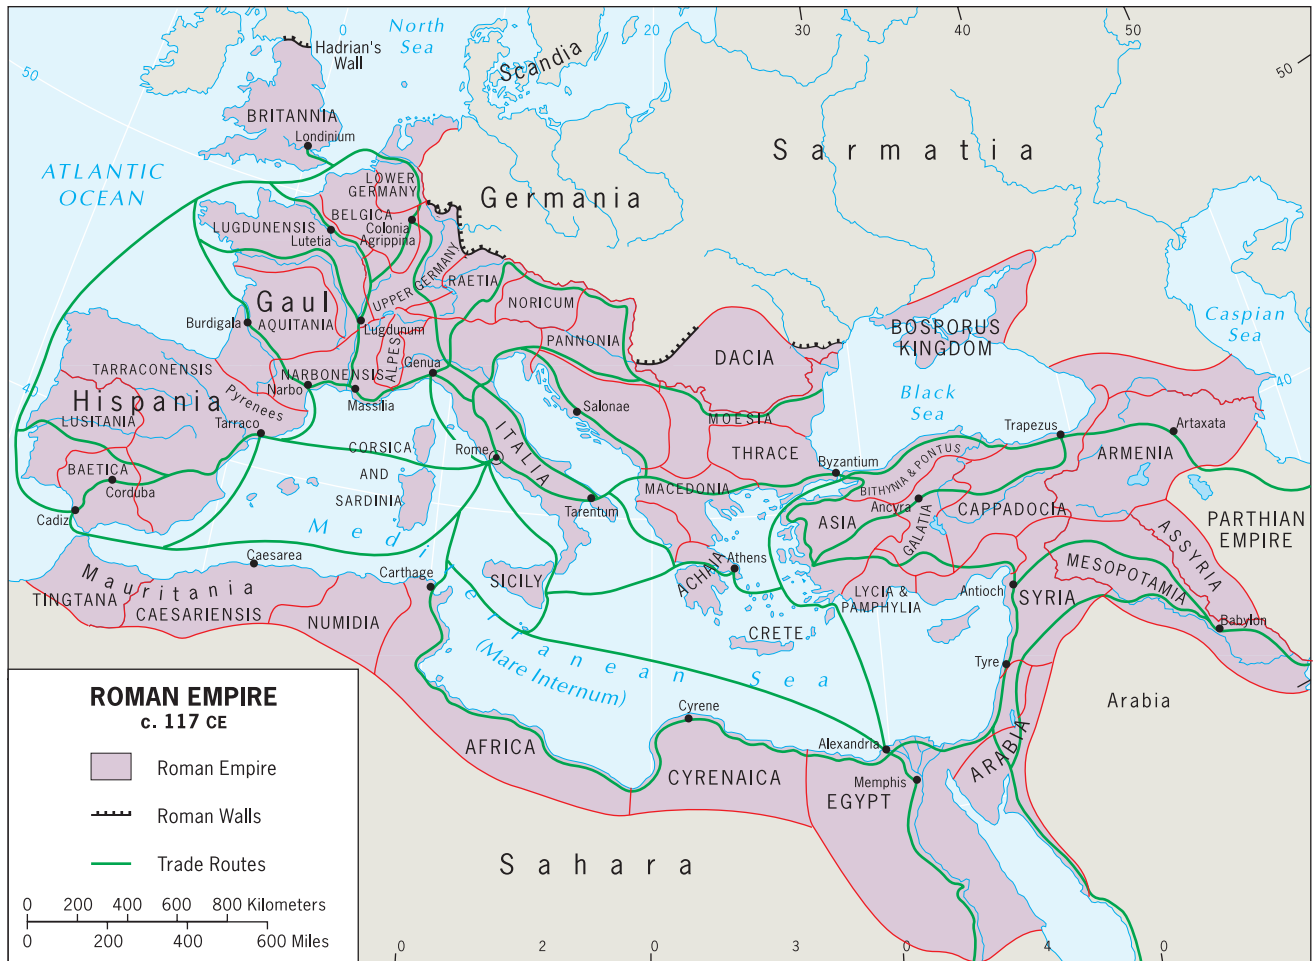 0
30
40
50
North
Sea
20
Hadrian's
Wall
Scandia
50
50
BRITANNIA
Londinium
Sarmatia
ATLANTIC
OCEAN
LOWER
GERMANY
Germania
BELGICA
LUGDUNENSIS
Lutetia
Colonia
Agrippina
UPPER GERMANY
RAETIA
NORICUM
Gaul
AQUITANIA
Burdigala
Lugdunum
PANNONIA
DACIA
BOSPORUS
KINGDOM
Caspian
Sea
ALPES
Genua
TARRACONENSIS
NARBONENSIS
Narbo
Massilia
40
40
Hispania
Pyrenees
LUSITANIA
Tarraco
Salonae
MOESIA
Black
Sea
Trapezus
Artaxata
CORSICA
AND
SARDINIA
Rome
ITALIA
THRACE
Byzantium
ARMENIA
BAETICA
Corduba
Cadiz
Tarentum
MACEDONIA
BITHYNIA & PONTUS
Ancyra
ASIA
GALATIA
CAPPADOCIA
PARTHIAN
EMPIRE
ASSYRIA
MESOPOTAMIA
Mediterranean Sea
(Mare Internum)
Caesarea
Mauritania
TINGTANA
CAESARIENSIS
NUMIDIA
Carthage
SICILY
ACHAIA
Athens
LYCIA &
PAMPHYLIA
Antioch
SYRIA
Babylon
CRETE
Tyre
Arabia
Cyrene
AFRICA
CYRENAICA
Alexandria
Memphis
EGYPT
ARABIA
Sahara
ROMAN EMPIRE
c. 117 CE
Roman Empire
Roman Walls
Trade Routes
0 200 400 600 800 Kilometers
0 200 400 600 Miles
0 2 0 3 0 4 0